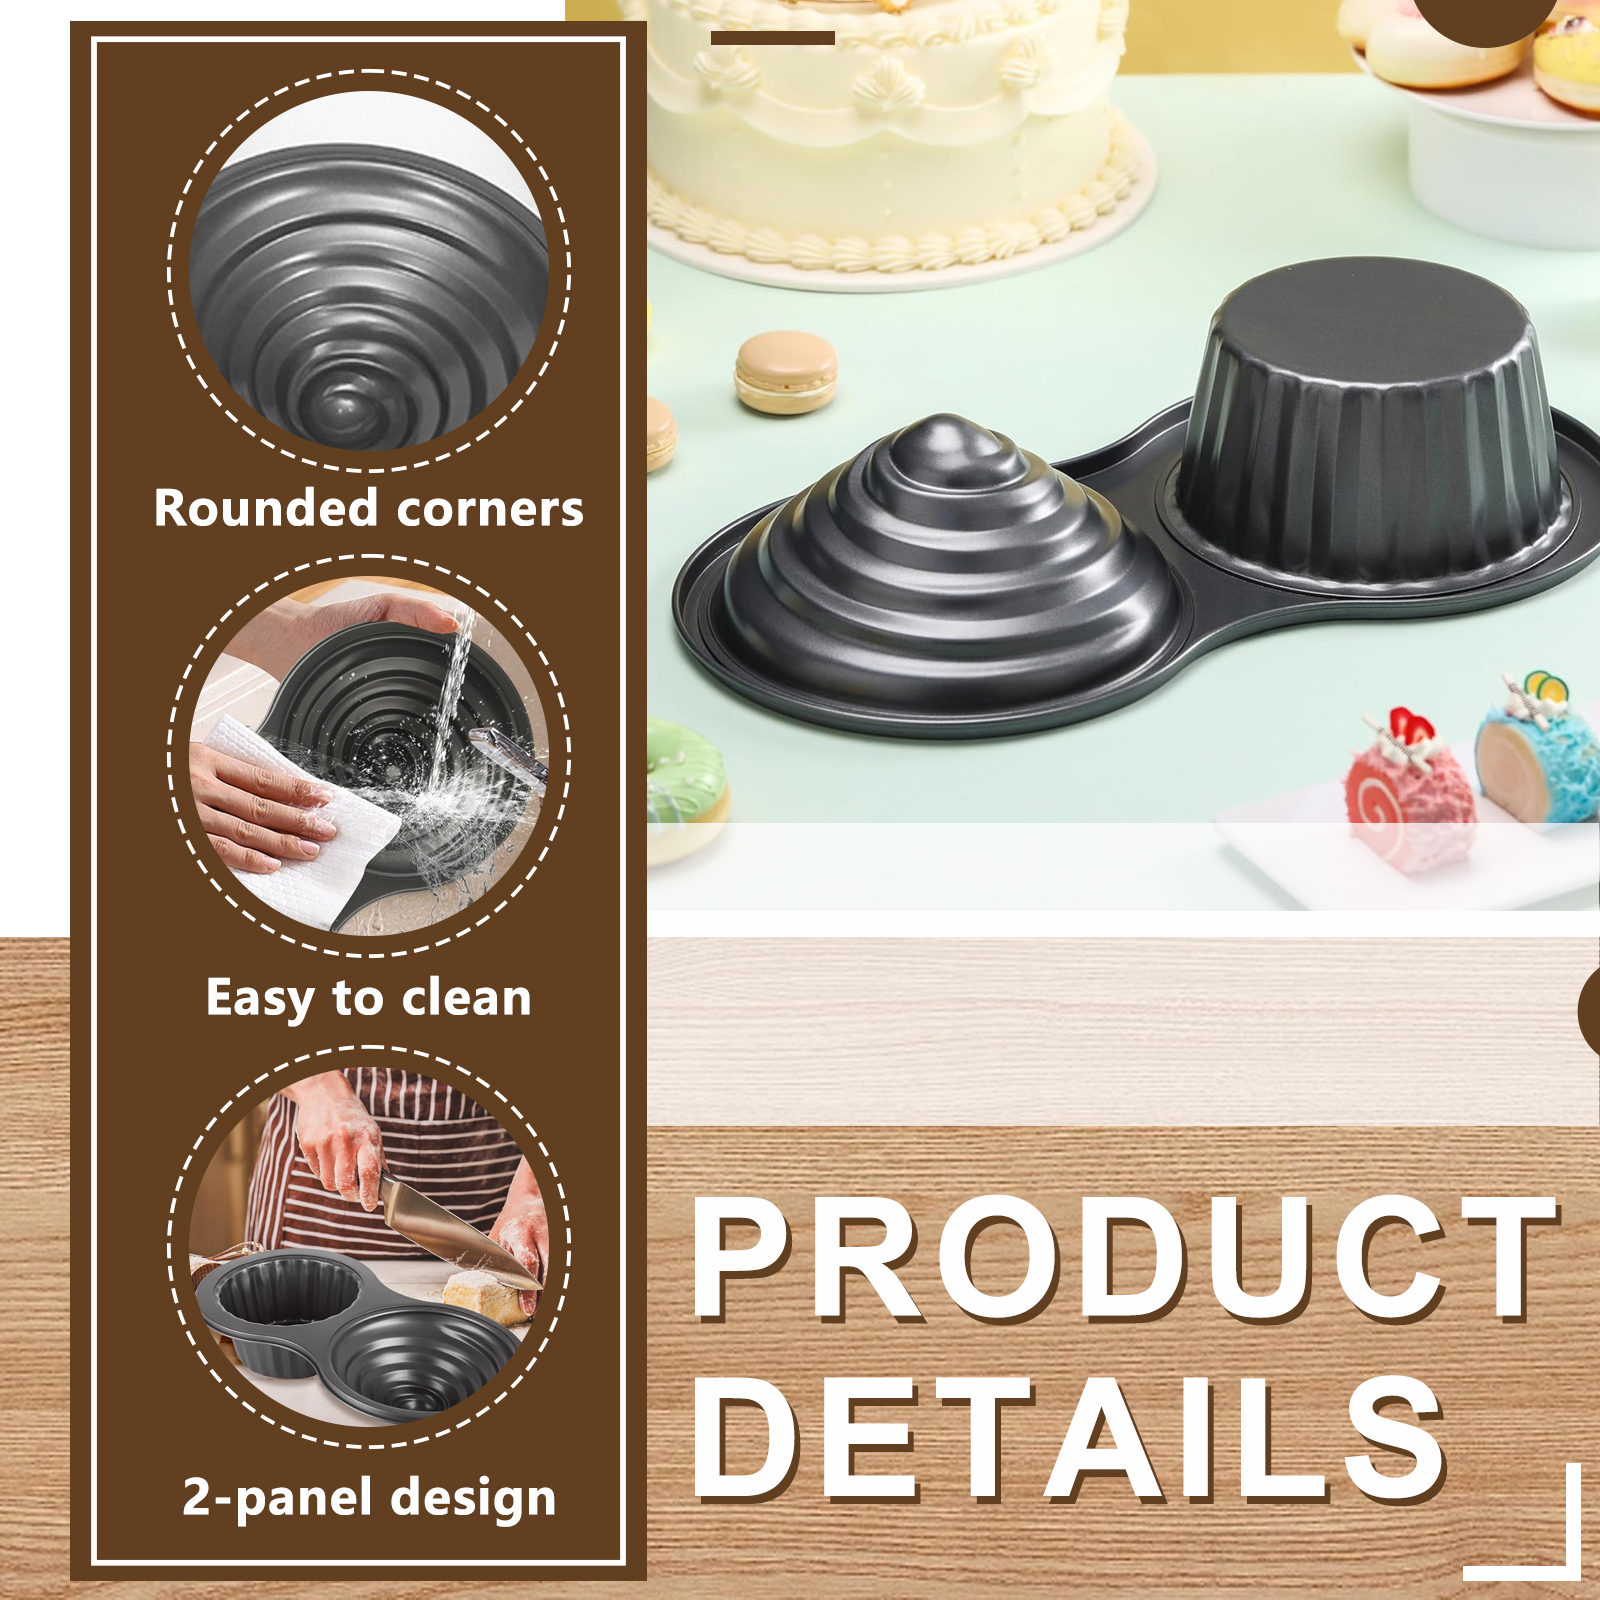 Rounded corners
Easy to clean
2-panel design
PRODUCT
DETAILS